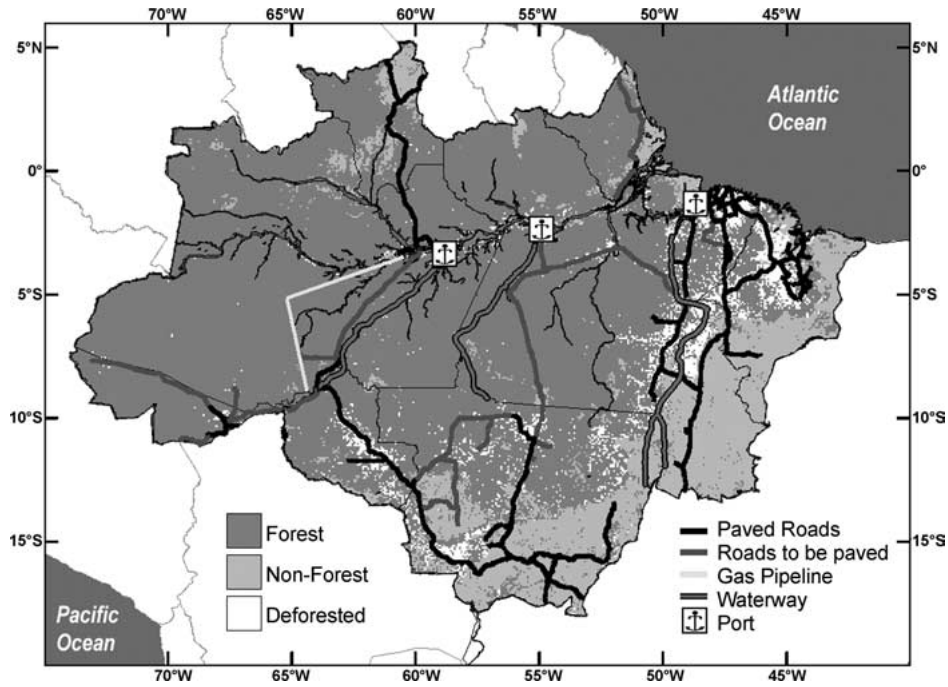 70°W 65°W 60°W 55°W 50°W 45°W
5°N 5°N
Atlantic
Ocean
0° 0°
5°S 5°S
10°S 10°S
15°S 15°S
Forest
Non-Forest
Deforested
Paved Roads
Roads to be paved
Gas Pipeline
Waterway
Port
Pacific
Ocean
70°W 65°W 60°W 55°W 50°W 45°W